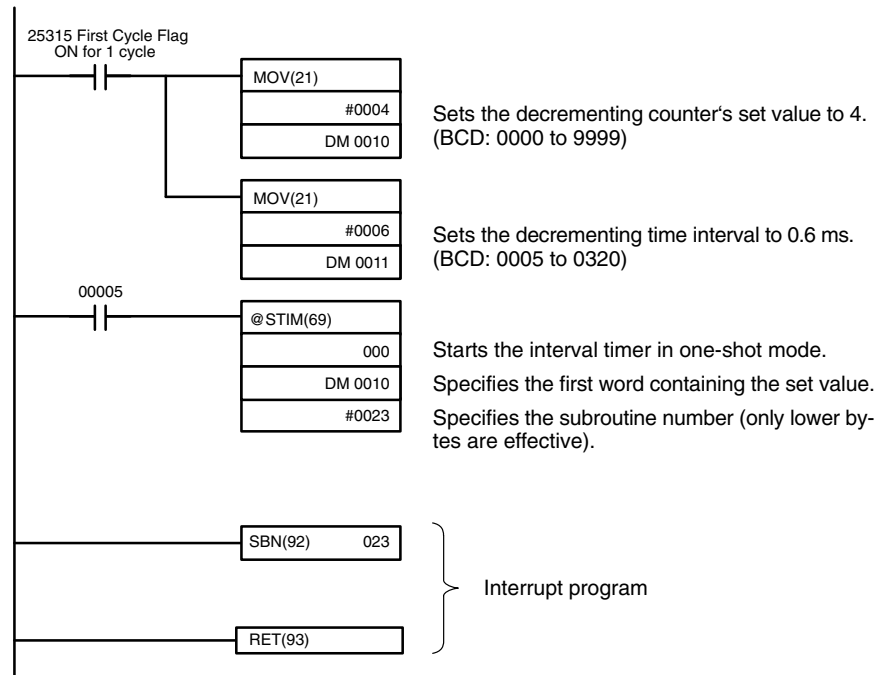 25315 First Cycle Flag
ON for 1 cycle
MOV(21)
#0004
DM 0010
Sets the decrementing counter‘s set value to 4.
(BCD: 0000 to 9999)
MOV(21)
#0006
DM 0011
Sets the decrementing time interval to 0.6 ms.
(BCD: 0005 to 0320)
00005
@STIM(69)
000
Starts the interval timer in one-shot mode.
DM 0010
Specifies the first word containing the set value.
#0023
Specifies the subroutine number (only lower by-
tes are effective).
SBN(92) 023
Interrupt program
RET(93)